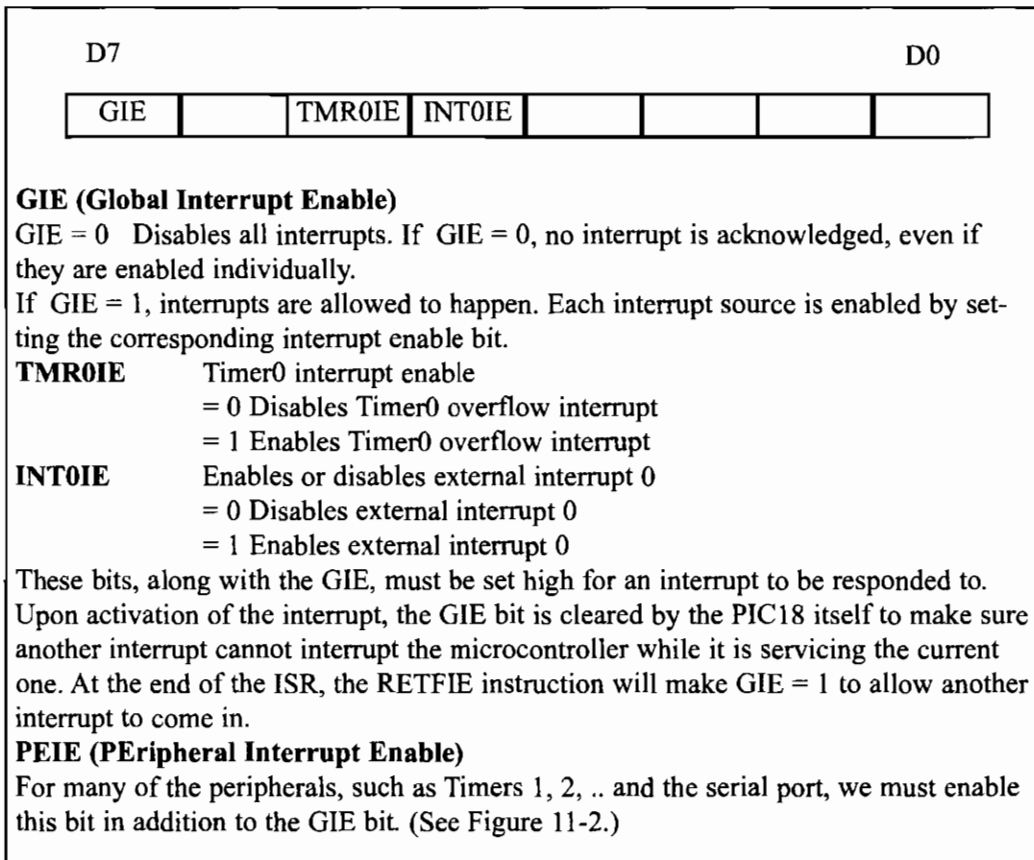 D7 D0
GIE TMR0IE INT0IE
GIE (Global Interrupt Enable)
GIE = 0 Disables all interrupts. If GIE = 0, no interrupt is acknowledged, even if
they are enabled individually.
If GIE = 1, interrupts are allowed to happen. Each interrupt source is enabled by set-
ting the corresponding interrupt enable bit.
TMR0IE Timer0 interrupt enable
= 0 Disables Timer0 overflow interrupt
= 1 Enables Timer0 overflow interrupt
INT0IE Enables or disables external interrupt 0
= 0 Disables external interrupt 0
= 1 Enables external interrupt 0
These bits, along with the GIE, must be set high for an interrupt to be responded to.
Upon activation of the interrupt, the GIE bit is cleared by the PIC18 itself to make sure
another interrupt cannot interrupt the microcontroller while it is servicing the current
one. At the end of the ISR, the RETFIE instruction will make GIE = 1 to allow another
interrupt to come in.
PEIE (PEripheral Interrupt Enable)
For many of the peripherals, such as Timers 1, 2, .. and the serial port, we must enable
this bit in addition to the GIE bit. (See Figure 11-2.)